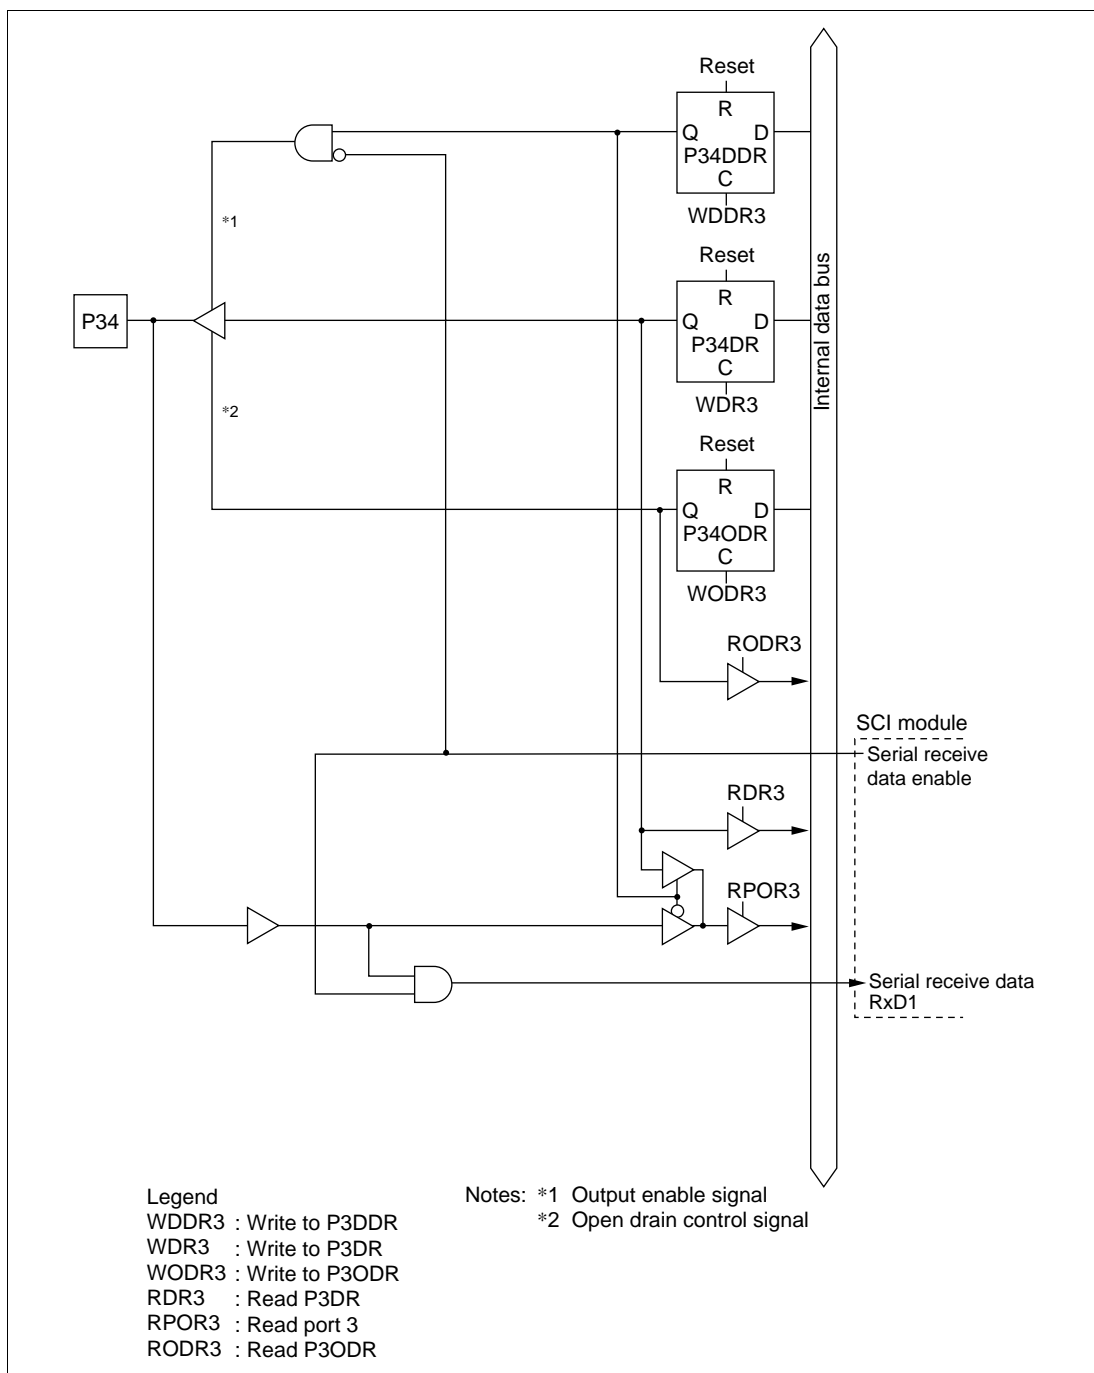 Reset
R
Q D
P34DDR
C
WDDR3
*1
Reset
R
P34
Q D
P34DR
C
WDR3
Internal data bus
*2
Reset
R
Q D
P34ODR
C
WODR3
RODR3
SCI module
Serial receive
data enable
RDR3
RPOR3
Serial receive data
RxD1
Legend
WDDR3 : Write to P3DDR
WDR3 : Write to P3DR
WODR3 : Write to P3ODR
RDR3 : Read P3DR
RPOR3 : Read port 3
RODR3 : Read P3ODR
Notes: *1 Output enable signal
*2 Open drain control signal